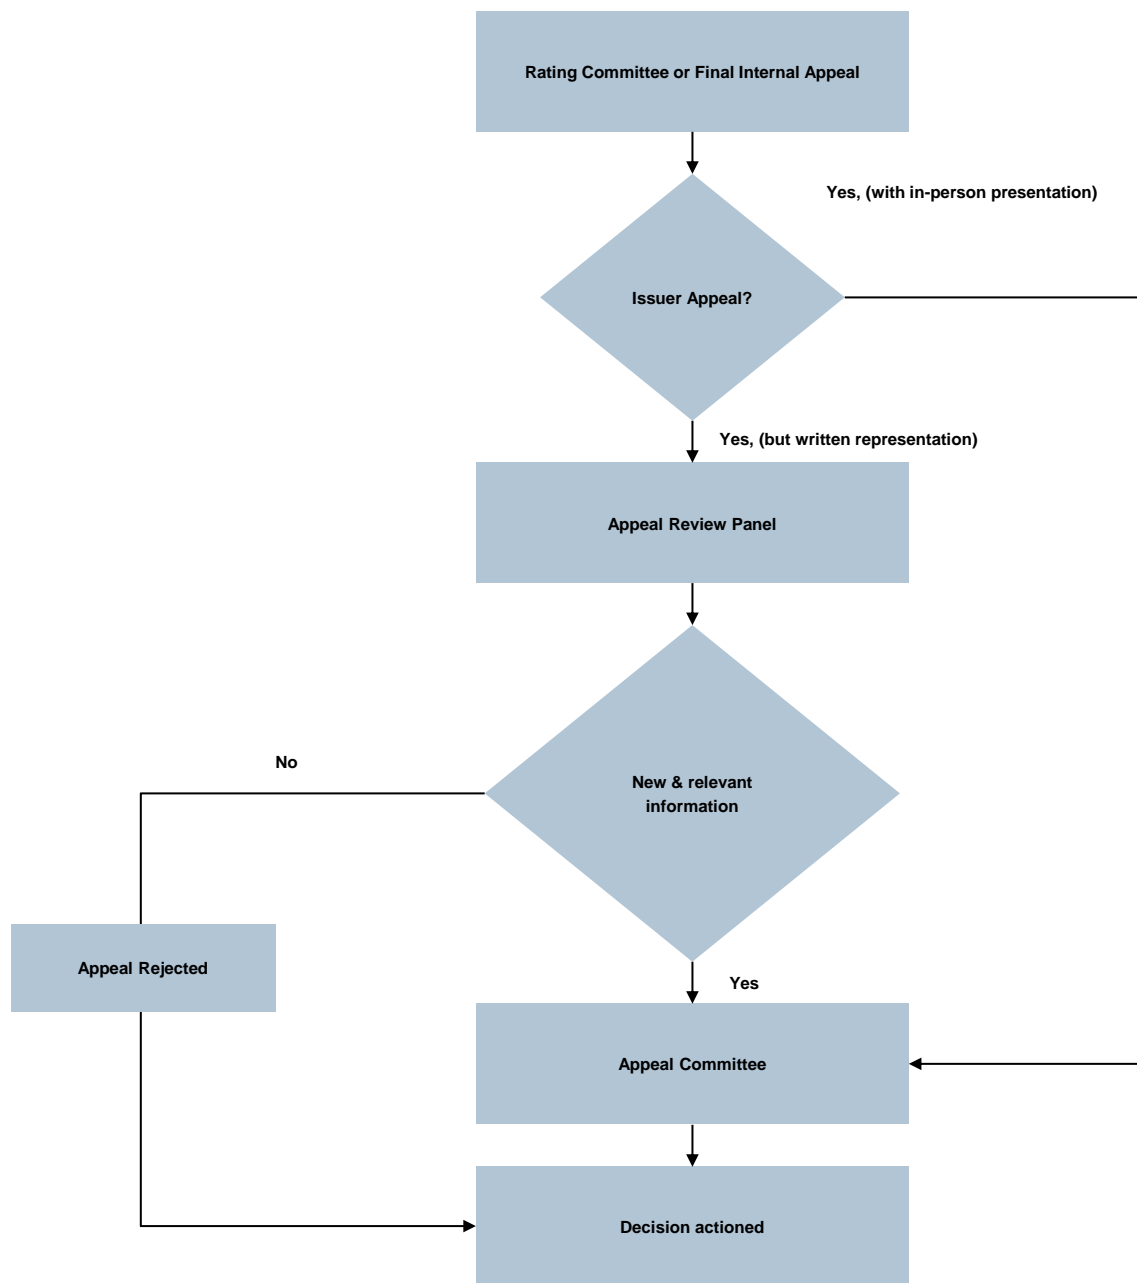 Rating Committee or Final Internal Appeal
Yes, (with in-person presentation)
Issuer Appeal?
Yes, (but written representation)
Appeal Review Panel
No
New & relevant
information
Appeal Rejected
Yes
Appeal Committee
Decision actioned